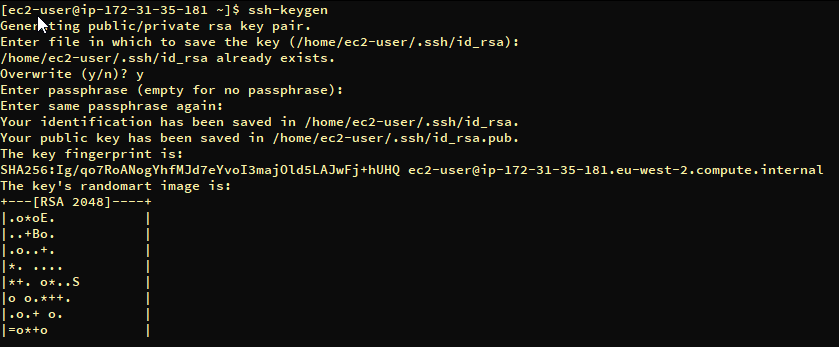 [ec2-user@ip-172-31-35-181 ~]$ ssh-keygen
Generating public/private rsa key pair.
Enter file in which to save the key (/home/ec2-user/.ssh/id_rsa):
/home/ec2-user/.ssh/id_rsa already exists.
Overwrite (y/n)? y
Enter passphrase (empty for no passphrase):
Enter same passphrase again:
Your identification has been saved in /home/ec2-user/.ssh/id_rsa.
Your public key has been saved in /home/ec2-user/.ssh/id_rsa.pub.
The key fingerprint is:
SHA256:Ig/qo7RoANogYhfMJd7eYvoI3majOld5LAJwFj+hUHQ ec2-user@ip-172-31-35-181.eu-west-2.compute.internal
The key's randomart image is:
+---[RSA 2048]----+
|.o*oE.           |
|..+Bo.           |
|.o..+.           |
|*. ....          |
|*+. o*..S        |
|o o.*++.         |
|.o.+ o.          |
|=o*+o            |